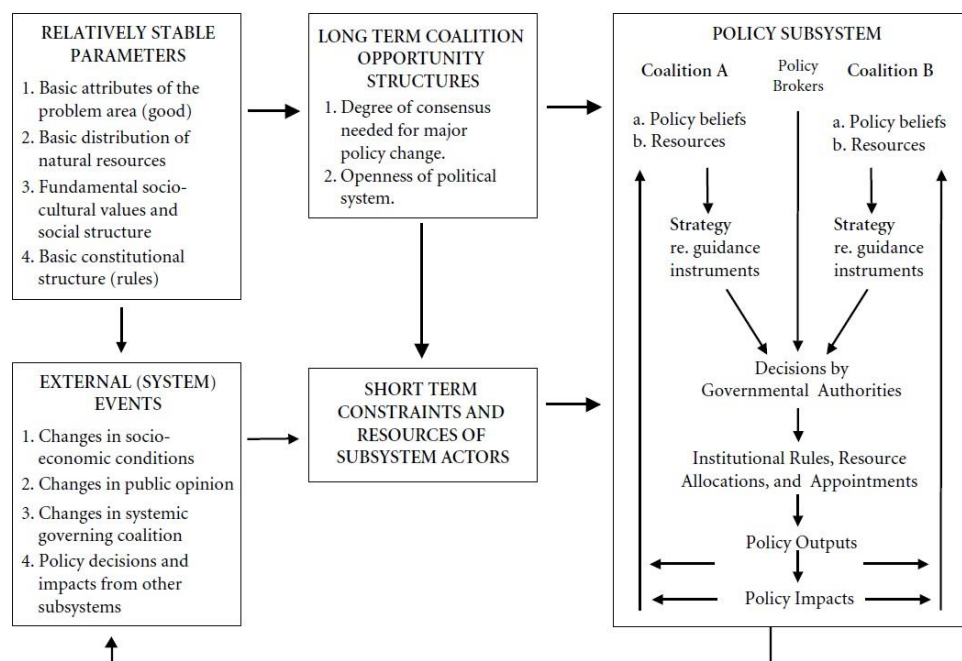 RELATIVELY STABLE
PARAMETERS
1. Basic attributes of the
problem area (good)
2. Basic distribution of
natural resources
3. Fundamental socio-
cultural values and
social structure
4. Basic constitutional
structure (rules)
LONG TERM COALITION
OPPORTUNITY
STRUCTURES
1. Degree of consensus
needed for major
policy change.
2. Openness of political
system.
POLICY SUBSYSTEM
Coalition A
Policy
Brokers
Coalition B
a. Policy beliefs
b. Resources
a. Policy beliefs
b. Resources
Strategy
re. guidance
instruments
Strategy
re. guidance
instruments
EXTERNAL (SYSTEM)
EVENTS
1. Changes in socio-
economic conditions
2. Changes in public opinion
3. Changes in systemic
governing coalition
4. Policy decisions and
impacts from other
subsystems
SHORT TERM
CONSTRAINTS AND
RESOURCES OF
SUBSYSTEM ACTORS
Decisions by
Governmental Authorities
Institutional Rules, Resource
Allocations, and Appointments
Policy Outputs
Policy Impacts